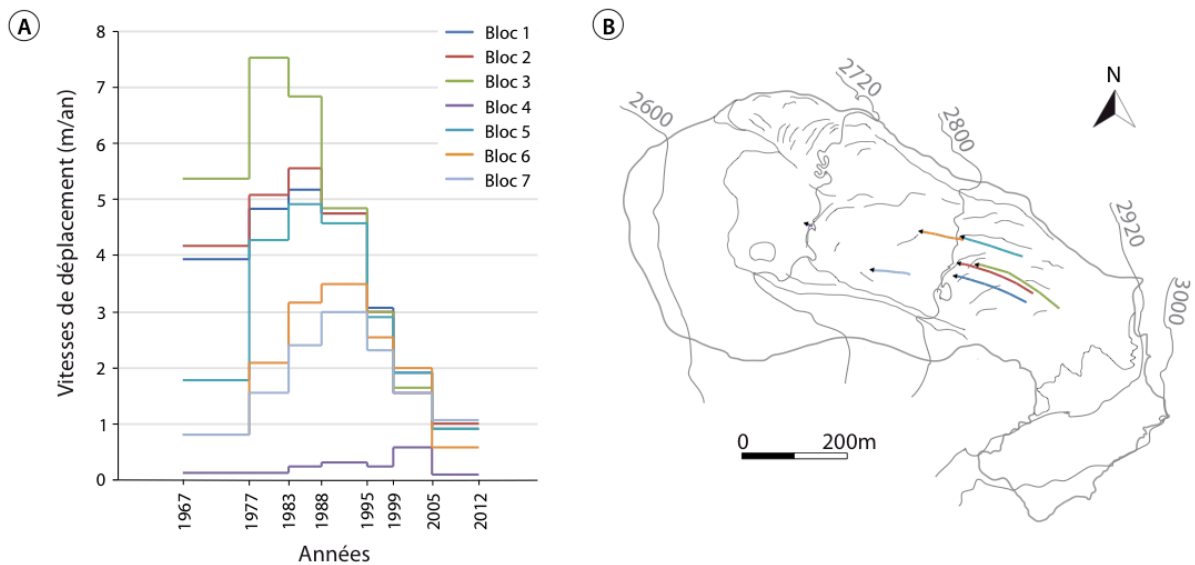 A
8
7
6
5
4
3
2
1
0
Vitesses de déplacement (m/an)
1967
1977
1983
1988
1995
1999
2005
2012
Années
Bloc 1
Bloc 2
Bloc 3
Bloc 4
Bloc 5
Bloc 6
Bloc 7
B
2600
2720
2800
2920
3000
N
0 200m